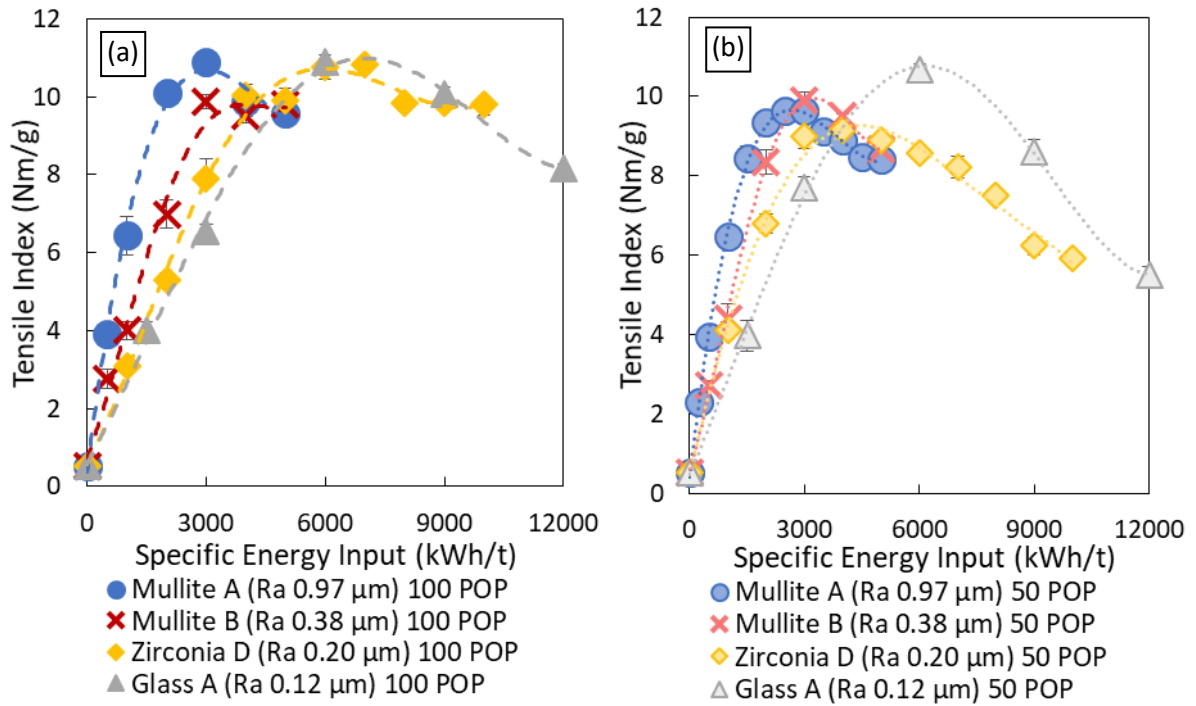 (a)
Tensile Index (Nm/g)
12
10
8
6
4
2
0
0 3000 6000 9000 12000
Specific Energy Input (kWh/t)
Mullite A (Ra 0.97 µm) 100 POP
Mullite B (Ra 0.38 µm) 100 POP
Zirconia D (Ra 0.20 µm) 100 POP
Glass A (Ra 0.12 µm) 100 POP
(b)
Tensile Index (Nm/g)
12
10
8
6
4
2
0
0 3000 6000 9000 12000
Specific Energy Input (kWh/t)
Mullite A (Ra 0.97 µm) 50 POP
Mullite B (Ra 0.38 µm) 50 POP
Zirconia D (Ra 0.20 µm) 50 POP
Glass A (Ra 0.12 µm) 50 POP